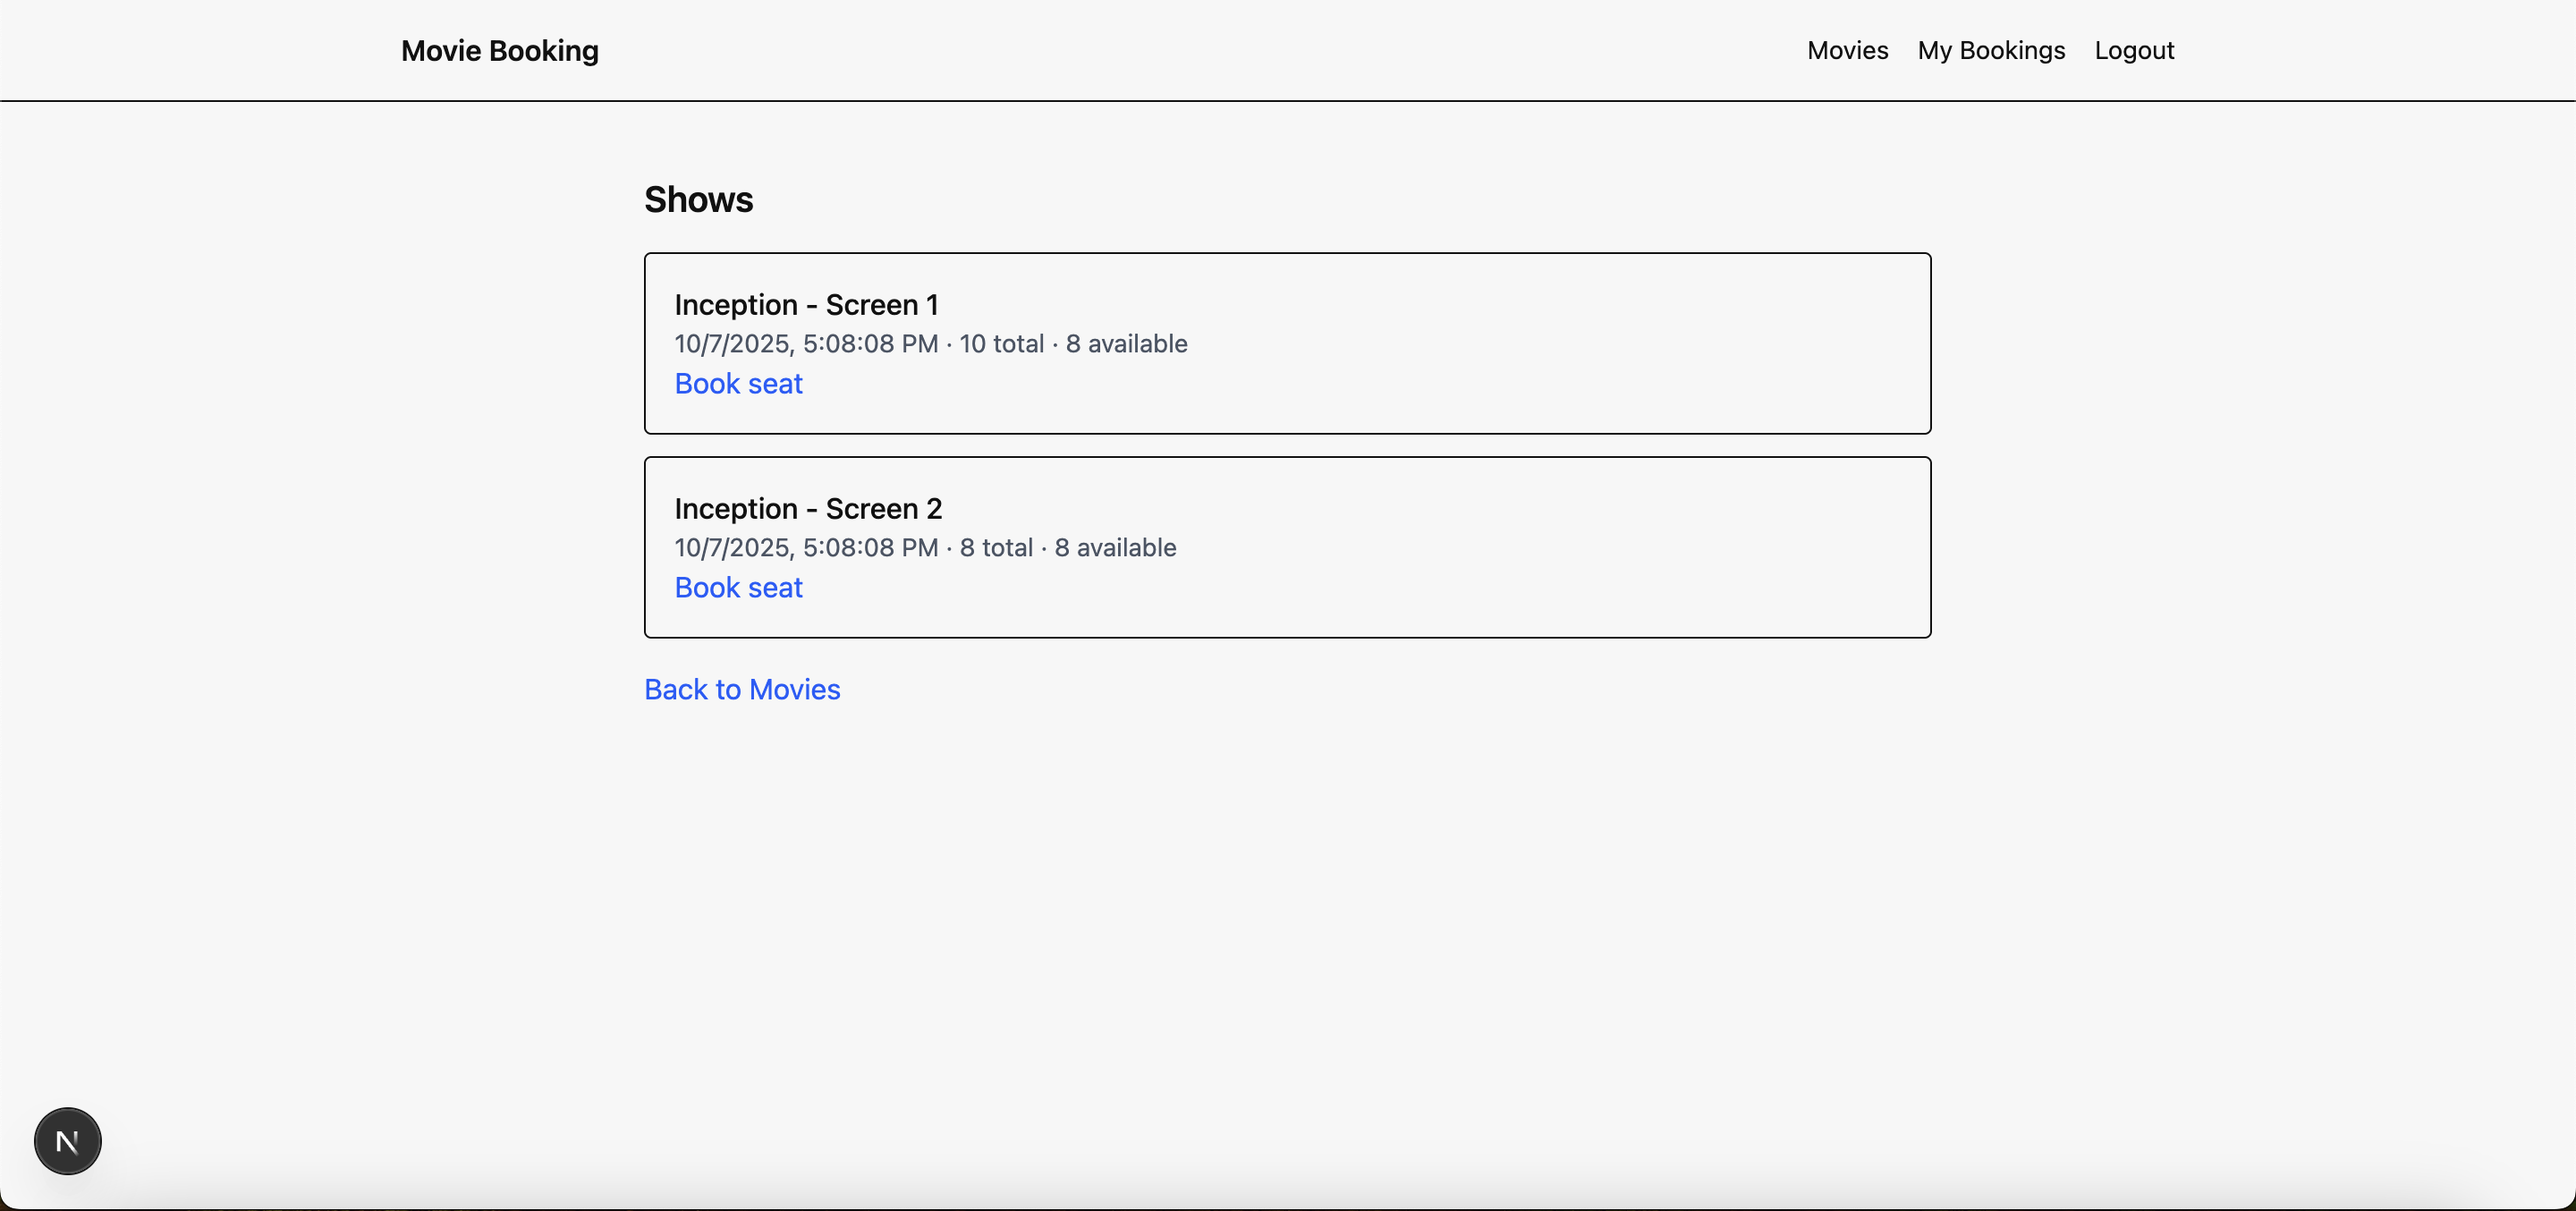 Movie Booking
Movies My Bookings Logout
Shows
Inception - Screen 1
10/7/2025, 5:08:08 PM · 10 total · 8 available
Book seat
Inception - Screen 2
10/7/2025, 5:08:08 PM · 8 total · 8 available
Book seat
Back to Movies
N